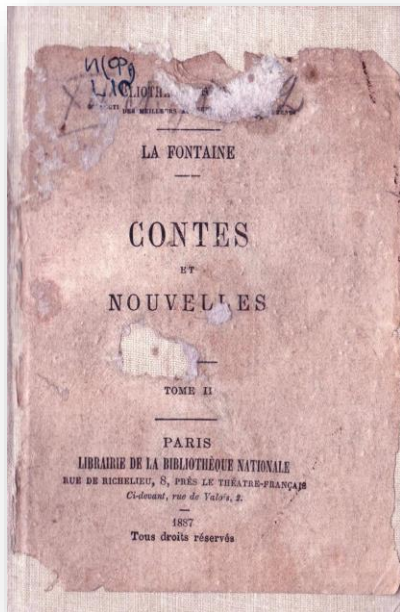 LA FONTAINE
CONTES
ET
NOUVELLES
TOME II
PARIS
LIBRAIRIE DE LA BIBLIOTHÈQUE NATIONALE
RUE DE RICHELIEU, 8, PRÈS LE THÉATRE-FRANÇAIS
Ci-devant, rue de Valois, 2.
1887
Tous droits réservés